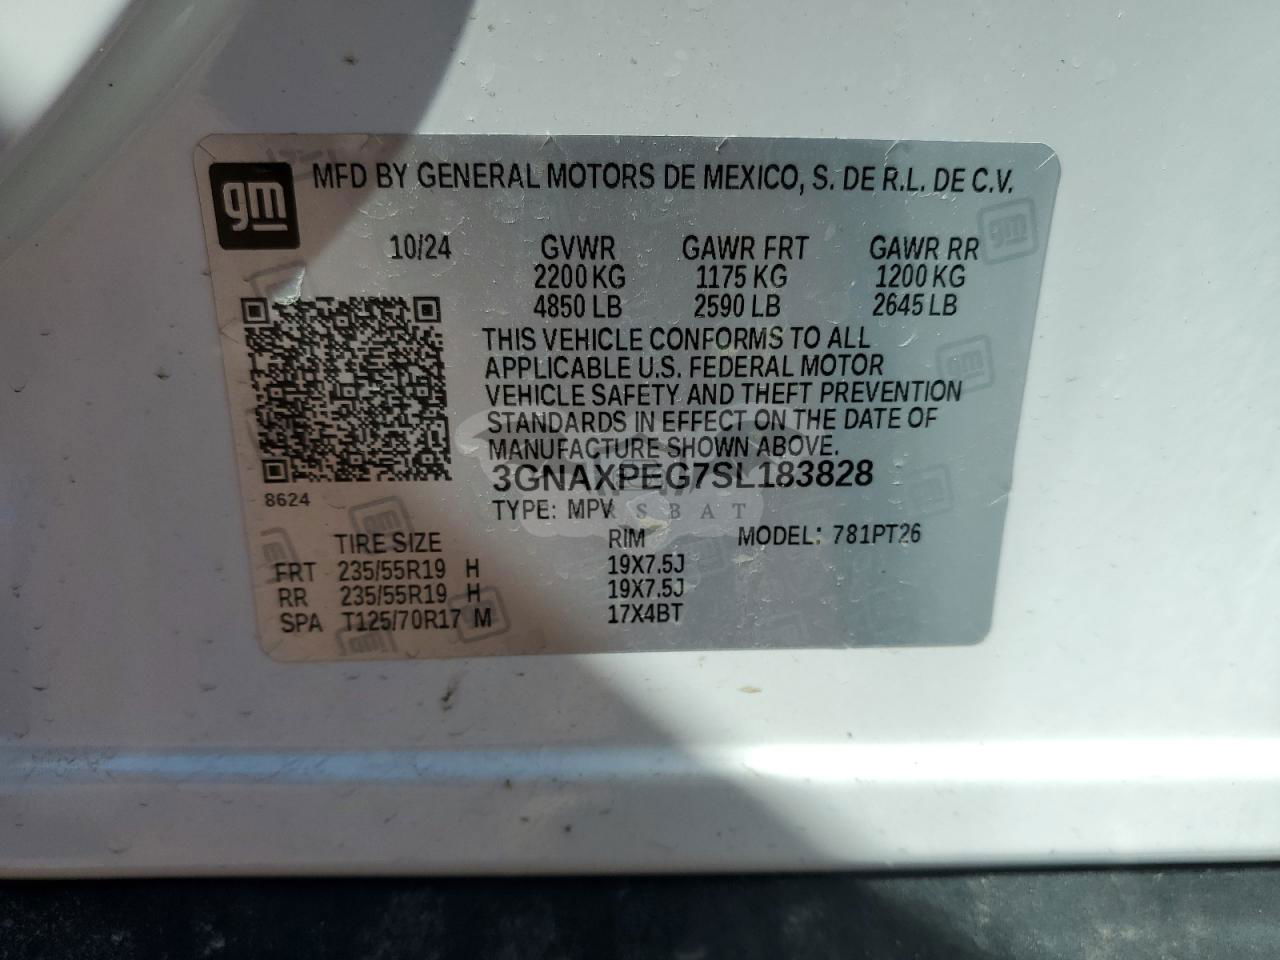 gm MFD BY GENERAL MOTORS DE MEXICO, S. DE R.L. DE C.V.
10/24 GVWR GAWR FRT GAWR RR
2200 KG 1175 KG 1200 KG
4850 LB 2590 LB 2645 LB
THIS VEHICLE CONFORMS TO ALL
APPLICABLE U.S. FEDERAL MOTOR
VEHICLE SAFETY AND THEFT PREVENTION
STANDARDS IN EFFECT ON THE DATE OF
MANUFACTURE SHOWN ABOVE.
3GNAXPEG7SL183828
8624
TYPE: MPV
TIRE SIZE RIM MODEL: 781PT26
FRT 235/55R19 H 19X7.5J
RR 235/55R19 H 19X7.5J
SPA T125/70R17 M 17X4BT